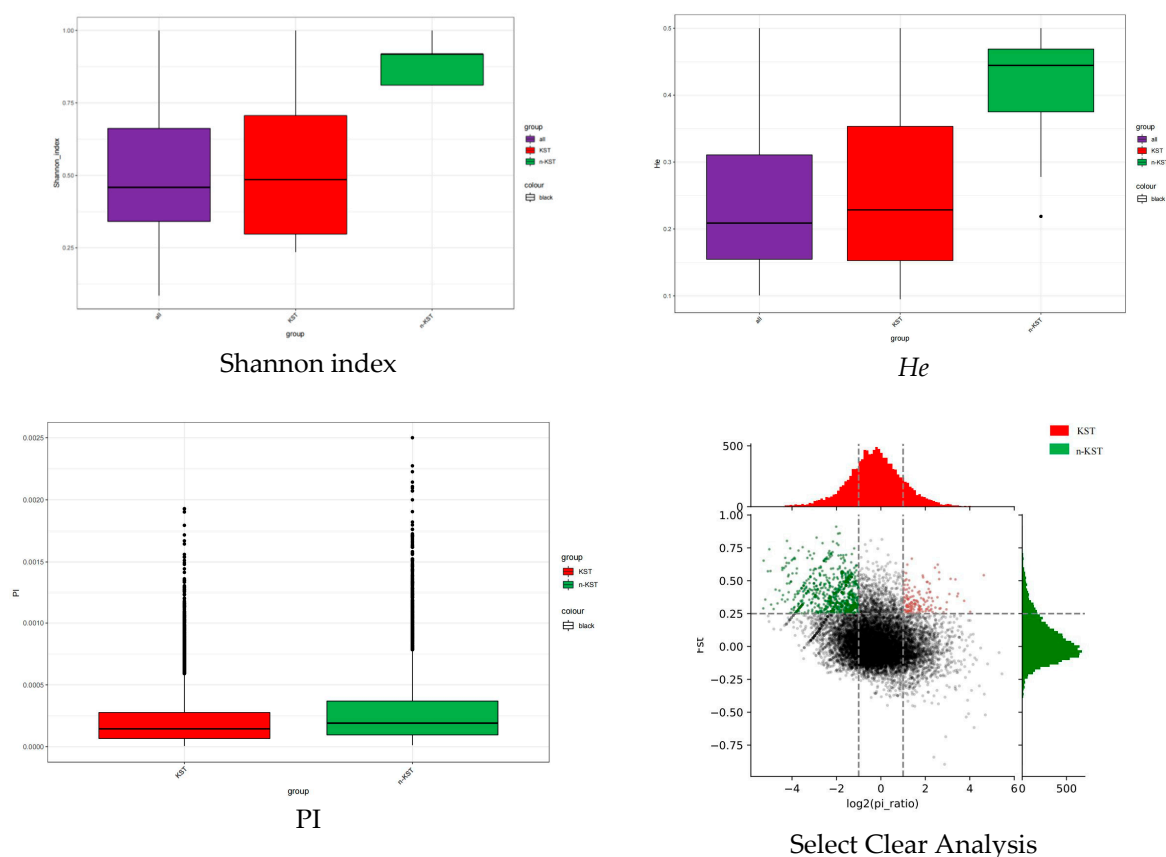 1.00
0.75
0.50
0.25
Shannon_index
all
KST
n-KST
group
group
all
KST
n-KST
colour
black
Shannon index
0.5
0.4
0.3
0.2
0.1
He
all
KST
n-KST
group
group
all
KST
n-KST
colour
black
He
0.0025
0.0020
0.0015
0.0010
0.0005
0.0000
PI
KST
n-KST
group
group
KST
n-KST
colour
black
PI
KST
n-KST
500
0
1.00
0.75
0.50
0.25
0.00
−0.25
−0.50
−0.75
−4
−2
0
2
4
6
0
500
log2(pi_ratio)
Select Clear Analysis